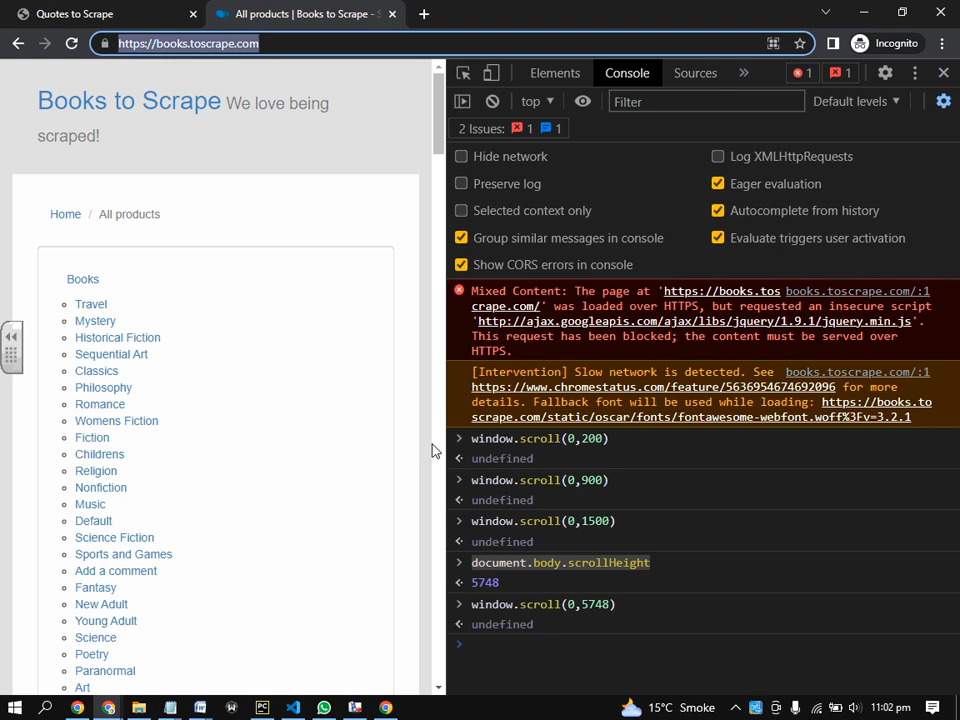 Quotes to Scrape
All products | Books to Scrape - S
https://books.toscrape.com
Incognito
Books to Scrape We love being
scraped!
Home / All products
Books
Travel
Mystery
Historical Fiction
Sequential Art
Classics
Philosophy
Romance
Womens Fiction
Fiction
Childrens
Religion
Nonfiction
Music
Default
Science Fiction
Sports and Games
Add a comment
Fantasy
New Adult
Young Adult
Science
Poetry
Paranormal
Art
Elements Console Sources 1 1
top Filter Default levels
2 Issues: 1 1
Hide network Log XMLHttpRequests
Preserve log Eager evaluation
Selected context only Autocomplete from history
Group similar messages in console Evaluate triggers user activation
Show CORS errors in console
Mixed Content: The page at 'https://books.tos books.toscrape.com/:1
crape.com/' was loaded over HTTPS, but requested an insecure script
'http://ajax.googleapis.com/ajax/libs/jquery/1.9.1/jquery.min.js'.
This request has been blocked; the content must be served over
HTTPS.
[Intervention] Slow network is detected. See books.toscrape.com/:1
https://www.chromestatus.com/feature/5636954674692096 for more
details. Fallback font will be used while loading: https://books.to
scrape.com/static/oscar/fonts/fontawesome-webfont.woff%3Fv=3.2.1
window.scroll(0,200)
undefined
window.scroll(0,900)
undefined
window.scroll(0,1500)
undefined
document.body.scrollHeight
5748
window.scroll(0,5748)
undefined
15°C Smoke 11:02 pm